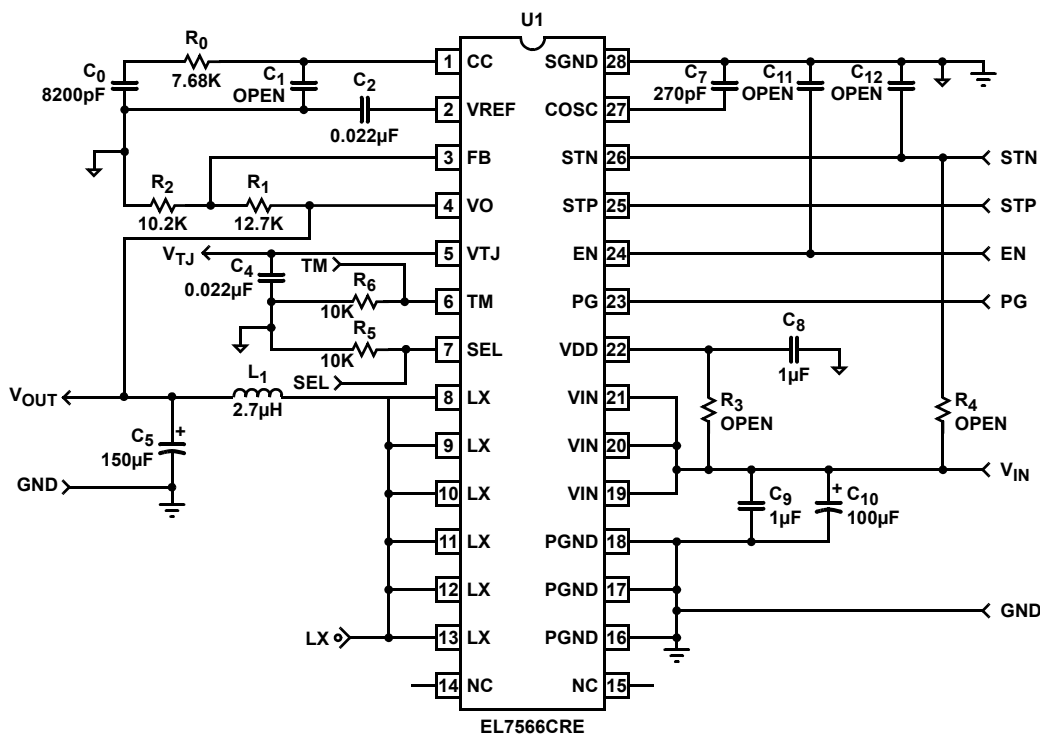 U1
R0
7.68K
C0
8200pF
C1
OPEN
C2
0.022µF
R2
10.2K
R1
12.7K
VTJ
C4
0.022µF
TM
R6
10K
R5
10K
SEL
L1
2.7µH
VOUT
C5
+
150µF
GND
LX
1 CC
2 VREF
3 FB
4 VO
5 VTJ
6 TM
7 SEL
8 LX
9 LX
10 LX
11 LX
12 LX
13 LX
14 NC
SGND 28
COSC 27
STN 26
STP 25
EN 24
PG 23
VDD 22
VIN 21
VIN 20
VIN 19
PGND 18
PGND 17
PGND 16
NC 15
C7
270pF
C11
OPEN
C12
OPEN
STN
STP
EN
PG
C8
1µF
R3
OPEN
R4
OPEN
VIN
C9
1µF
+
C10
100µF
GND
EL7566CRE